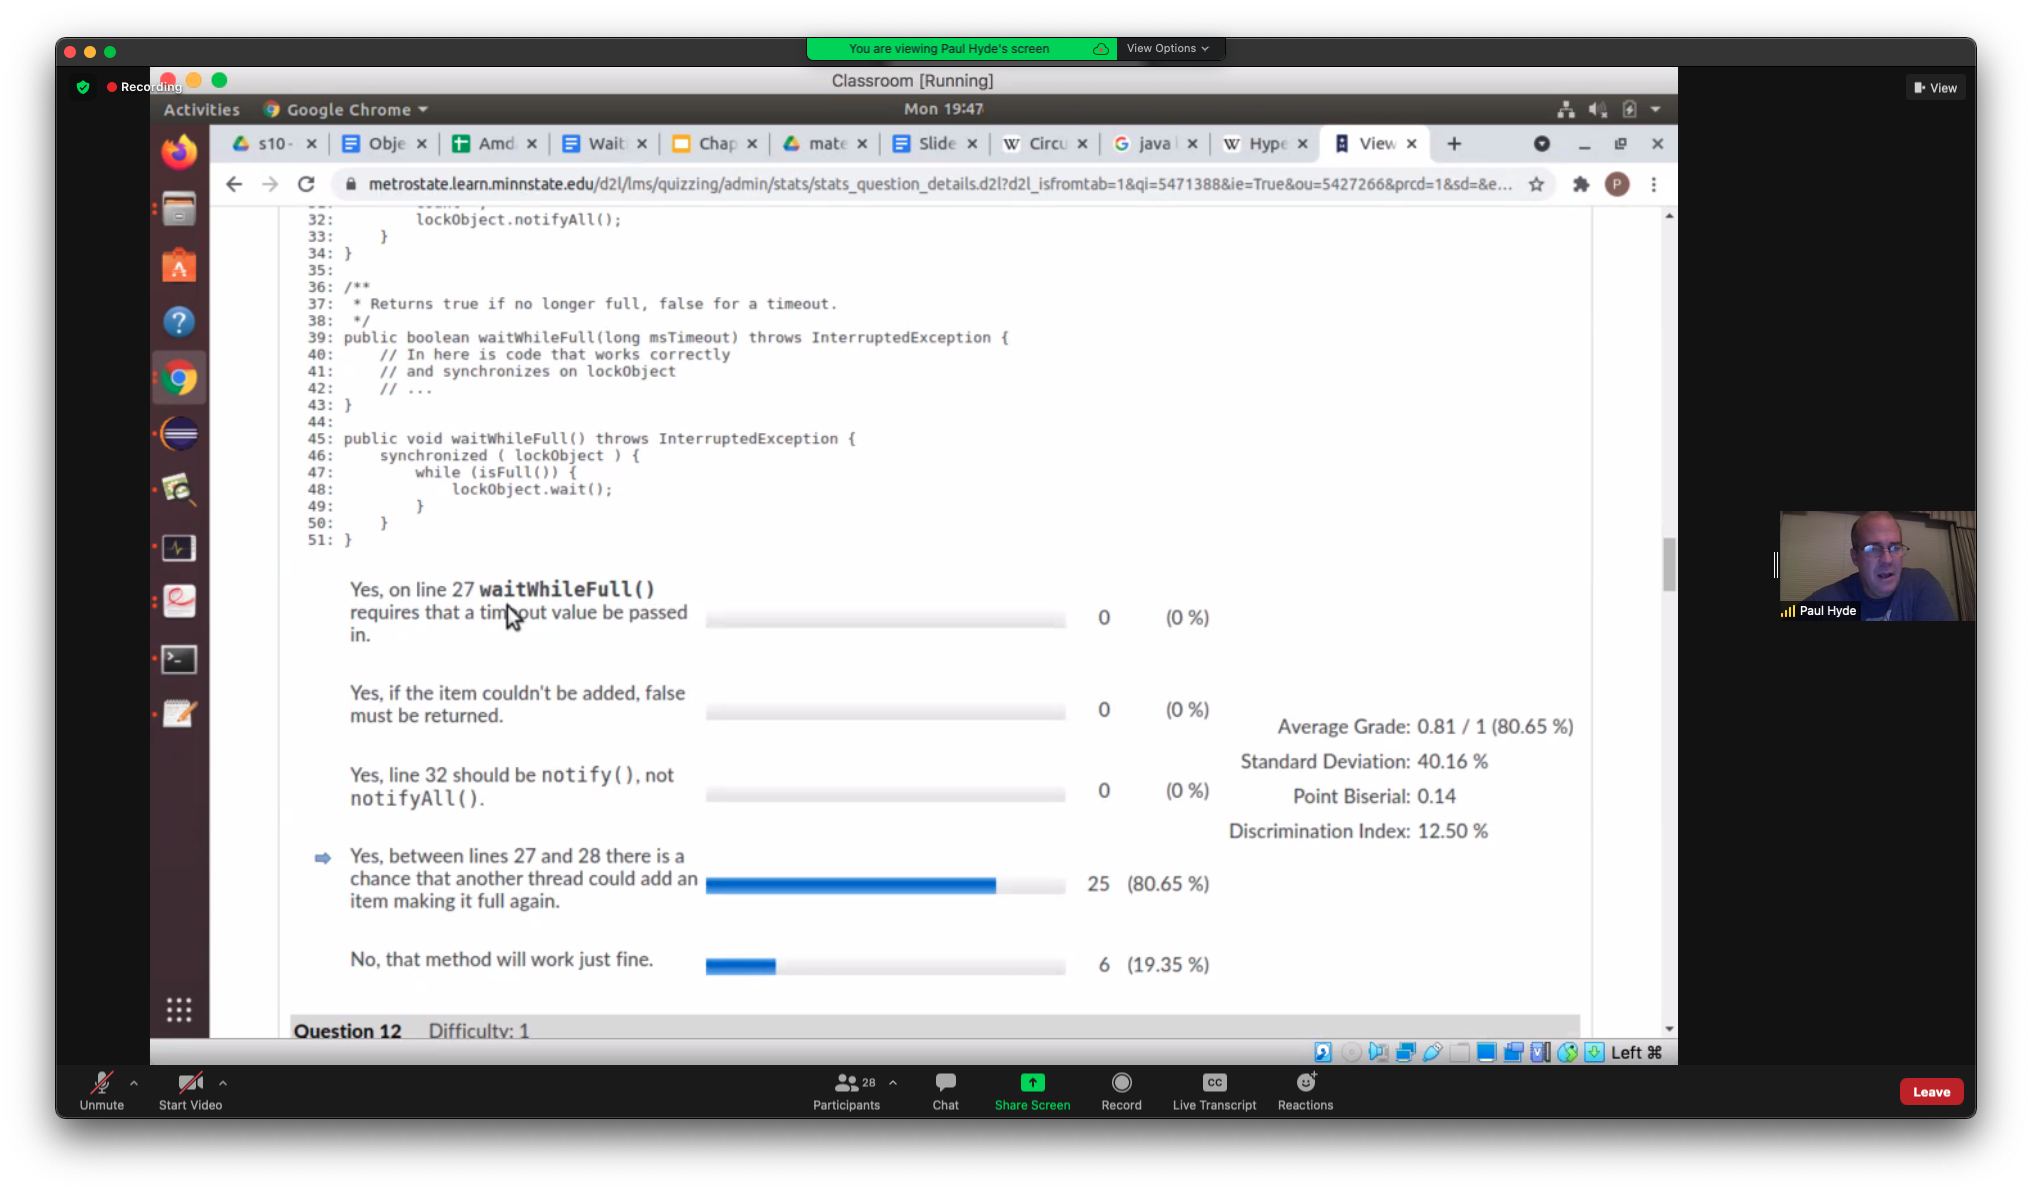 You are viewing Paul Hyde's screen
View Options
Recording
Classroom [Running]
View
Activities
Google Chrome
Mon 19:47
s10-
Obje
Amd
Wait
Chap
mate
Slide
Circu
java
Hype
View
metrostate.learn.minnstate.edu/d2l/lms/quizzing/admin/stats/stats_question_details.d2l?d2l_isfromtab=1&qi=5471388&ie=True&ou=5427266&prcd=1&sd=&e...
P
32: lockObject.notifyAll();
33: }
34: }
35:
36: /**
37: * Returns true if no longer full, false for a timeout.
38: */
39: public boolean waitWhileFull(long msTimeout) throws InterruptedException {
40: // In here is code that works correctly
41: // and synchronizes on lockObject
42: // ...
43: }
44:
45: public void waitWhileFull() throws InterruptedException {
46: synchronized ( lockObject ) {
47: while (isFull()) {
48: lockObject.wait();
49: }
50: }
51: }
Yes, on line 27 waitWhileFull()
requires that a timeout value be passed
in.
0 (0 %)
Yes, if the item couldn't be added, false
must be returned.
0 (0 %)
Yes, line 32 should be notify(), not
notifyAll().
0 (0 %)
Average Grade: 0.81 / 1 (80.65 %)
Standard Deviation: 40.16 %
Point Biserial: 0.14
Discrimination Index: 12.50 %
Yes, between lines 27 and 28 there is a
chance that another thread could add an
item making it full again.
25 (80.65 %)
No, that method will work just fine.
6 (19.35 %)
Question 12 Difficulty: 1
Left ⌘
Paul Hyde
Unmute
Start Video
28
Participants
Chat
Share Screen
Record
CC
Live Transcript
Reactions
Leave